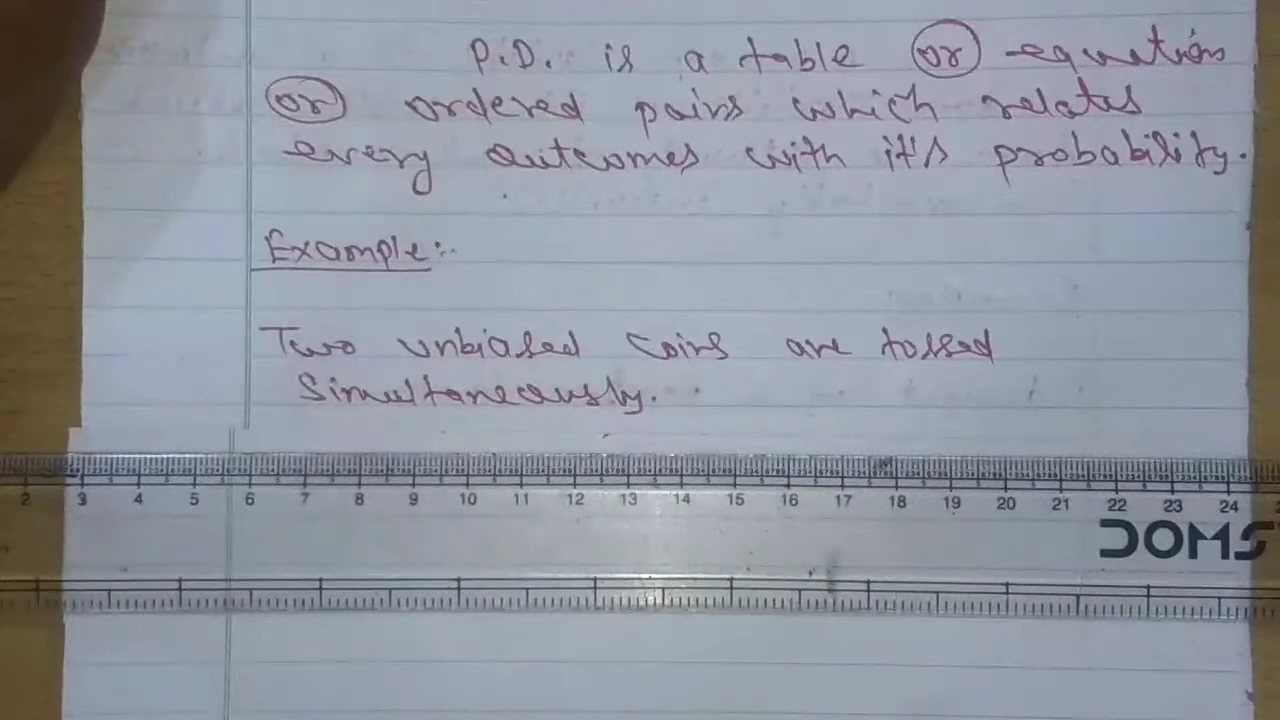 P.D. is a table or equation
or ordered pairs which relates
every outcomes with it's probability.
Example:-
Two unbiased coins are tossed
simultaneously.
2 3 4 5 6 7 8 9 10 11 12 13 14 15 16 17 18 19 20 21 22 23 24
DOMS